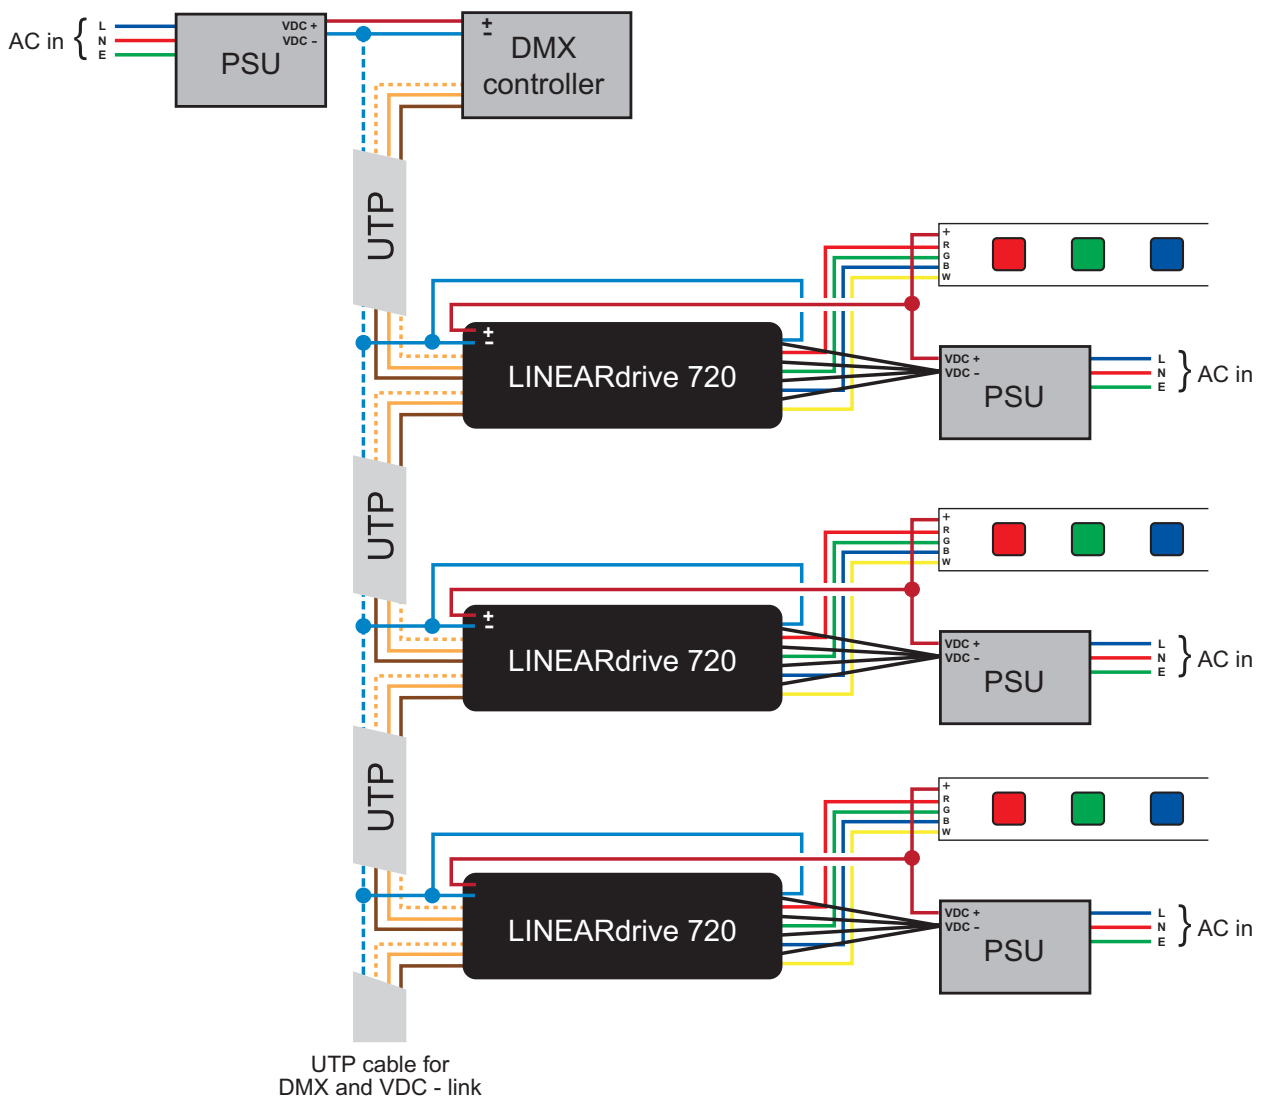 AC in
L
N
E
VDC +
VDC –
PSU
+
–
DMX
controller
UTP
+
R
G
B
W
+
–
LINEARdrive 720
VDC +
VDC –
PSU
L
N
E
AC in
UTP
+
R
G
B
W
+
–
LINEARdrive 720
VDC +
VDC –
PSU
L
N
E
AC in
UTP
+
R
G
B
W
LINEARdrive 720
VDC +
VDC –
PSU
L
N
E
AC in
UTP cable for
DMX and VDC - link